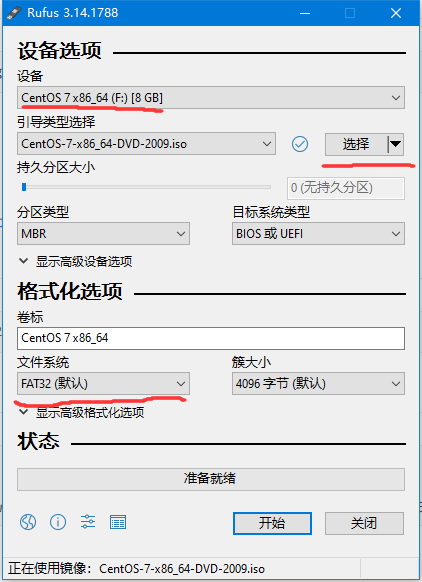 Rufus 3.14.1788
设备选项
设备
CentOS 7 x86_64 (F:) [8 GB]
引导类型选择
CentOS-7-x86_64-DVD-2009.iso
选择
持久分区大小
0 (无持久分区)
分区类型
目标系统类型
MBR
BIOS 或 UEFI
显示高级设备选项
格式化选项
卷标
CentOS 7 x86_64
文件系统
簇大小
FAT32 (默认)
4096 字节 (默认)
显示高级格式化选项
状态
准备就绪
开始
关闭
正在使用镜像: CentOS-7-x86_64-DVD-2009.iso